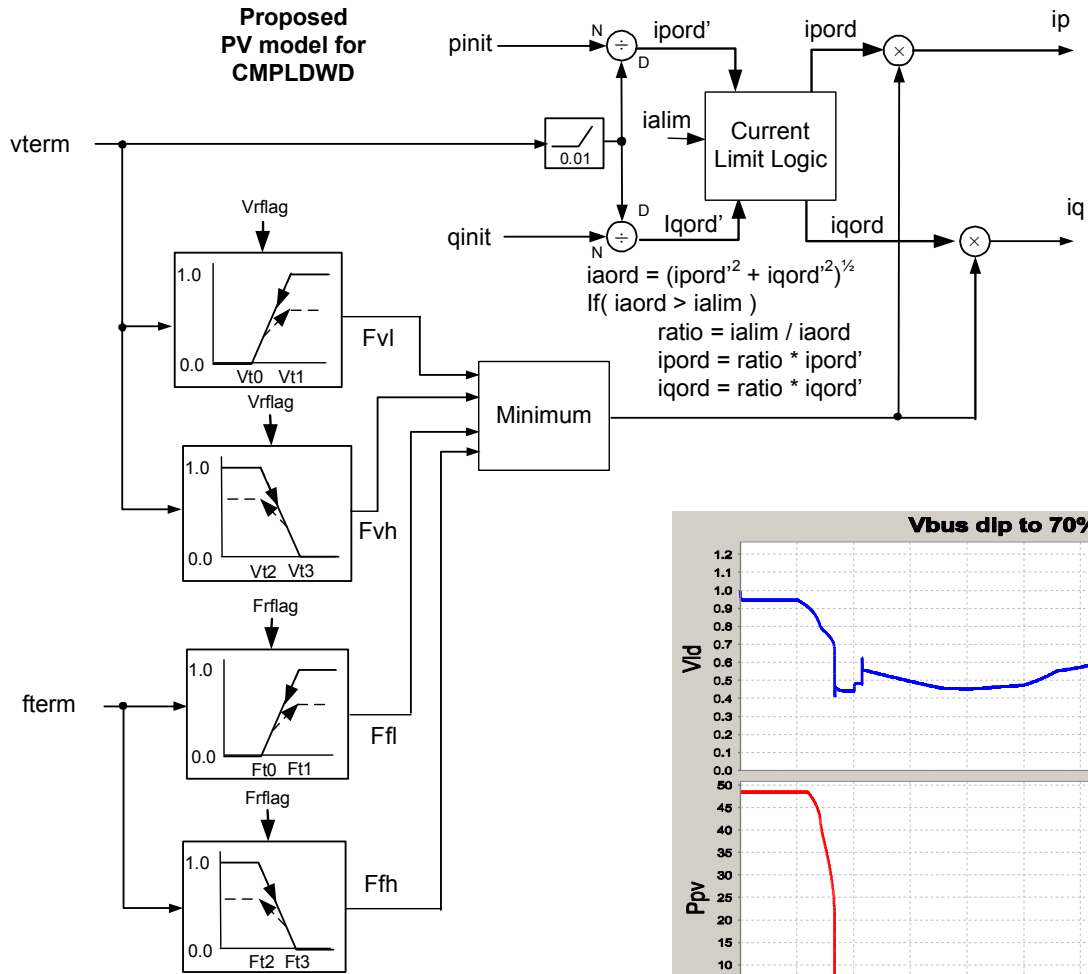 Proposed
PV model for
CMPLDWD
pinit
N
÷
D
ipord'
ipord
×
ip
vterm
0.01
ialim
Current
Limit Logic
qinit
N
÷
D
Iqord'
iqord
×
iq
iaord = (ipord'² + iqord'²)^½
If( iaord > ialim )
ratio = ialim / iaord
ipord = ratio * ipord'
iqord = ratio * iqord'
Vrflag
1.0
0.0
Vt0 Vt1
Fvl
Vrflag
1.0
0.0
Vt2 Vt3
Fvh
Minimum
fterm
Frflag
1.0
0.0
Ft0 Ft1
Ffl
Frflag
1.0
0.0
Ft2 Ft3
Ffh
Vbus dip to 70%
Vld
1.2
1.1
1.0
0.9
0.8
0.7
0.6
0.5
0.4
0.3
0.2
0.1
0.0
Ppv
50
45
40
35
30
25
20
15
10